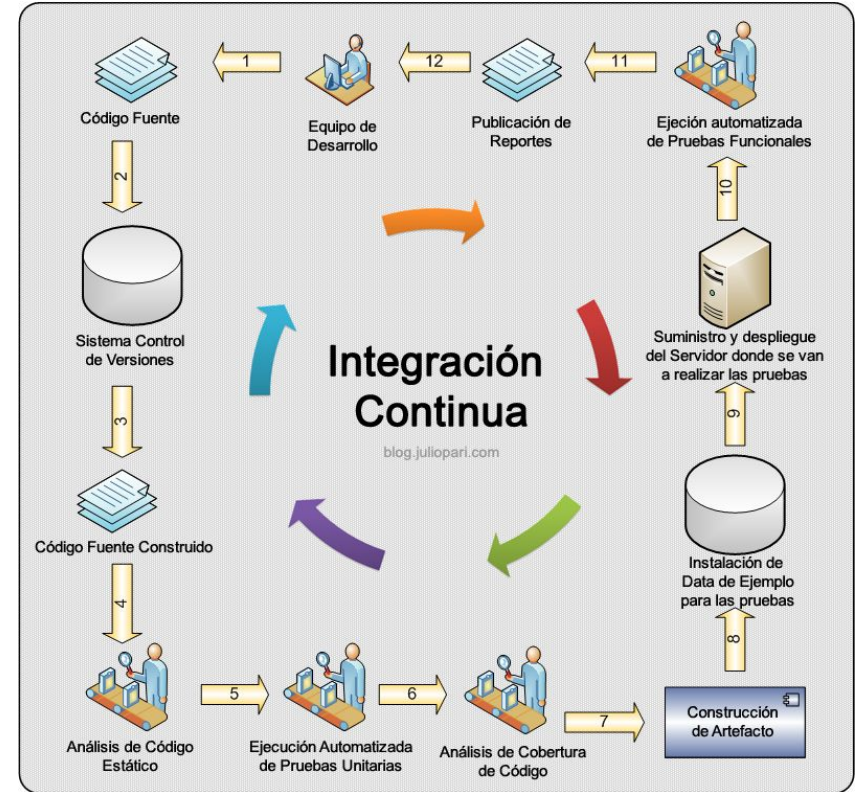 1
12
11
Código Fuente
Equipo de
Desarrollo
Publicación de
Reportes
Ejeción automatizada
de Pruebas Funcionales
2
10
Sistema Control
de Versiones
Suministro y despliegue
del Servidor donde se van
a realizar las pruebas
Integración
Continua
blog.juliopari.com
3
9
Código Fuente Construido
Instalación de
Data de Ejemplo
para las pruebas
4
8
5
6
7
Análisis de Código
Estático
Ejecución Automatizada
de Pruebas Unitarias
Análisis de Cobertura
de Código
Construcción
de Artefacto